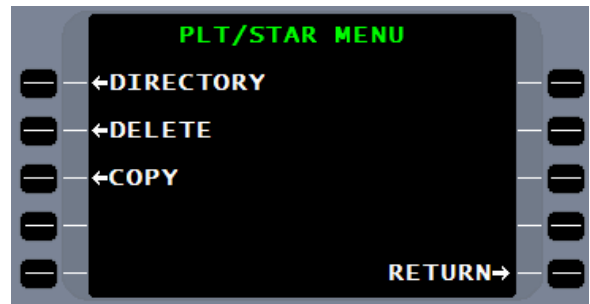 PLT/STAR MENU
←DIRECTORY
←DELETE
←COPY
RETURN→